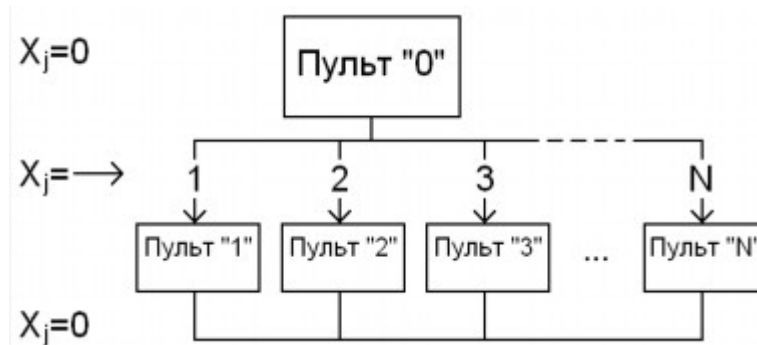 Xj=0
Пульт "0"
Xj=
1 2 3 N
Пульт "1" Пульт "2" Пульт "3" ... Пульт "N"
Xj=0